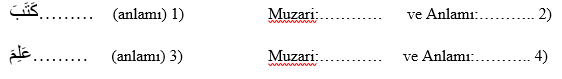 كَتَبَ……… (anlamı) 1) Muzari:………… ve Anlamı:……….. 2)
عَلِمَ……… (anlamı) 3) Muzari:………… ve Anlamı:……….. 4)